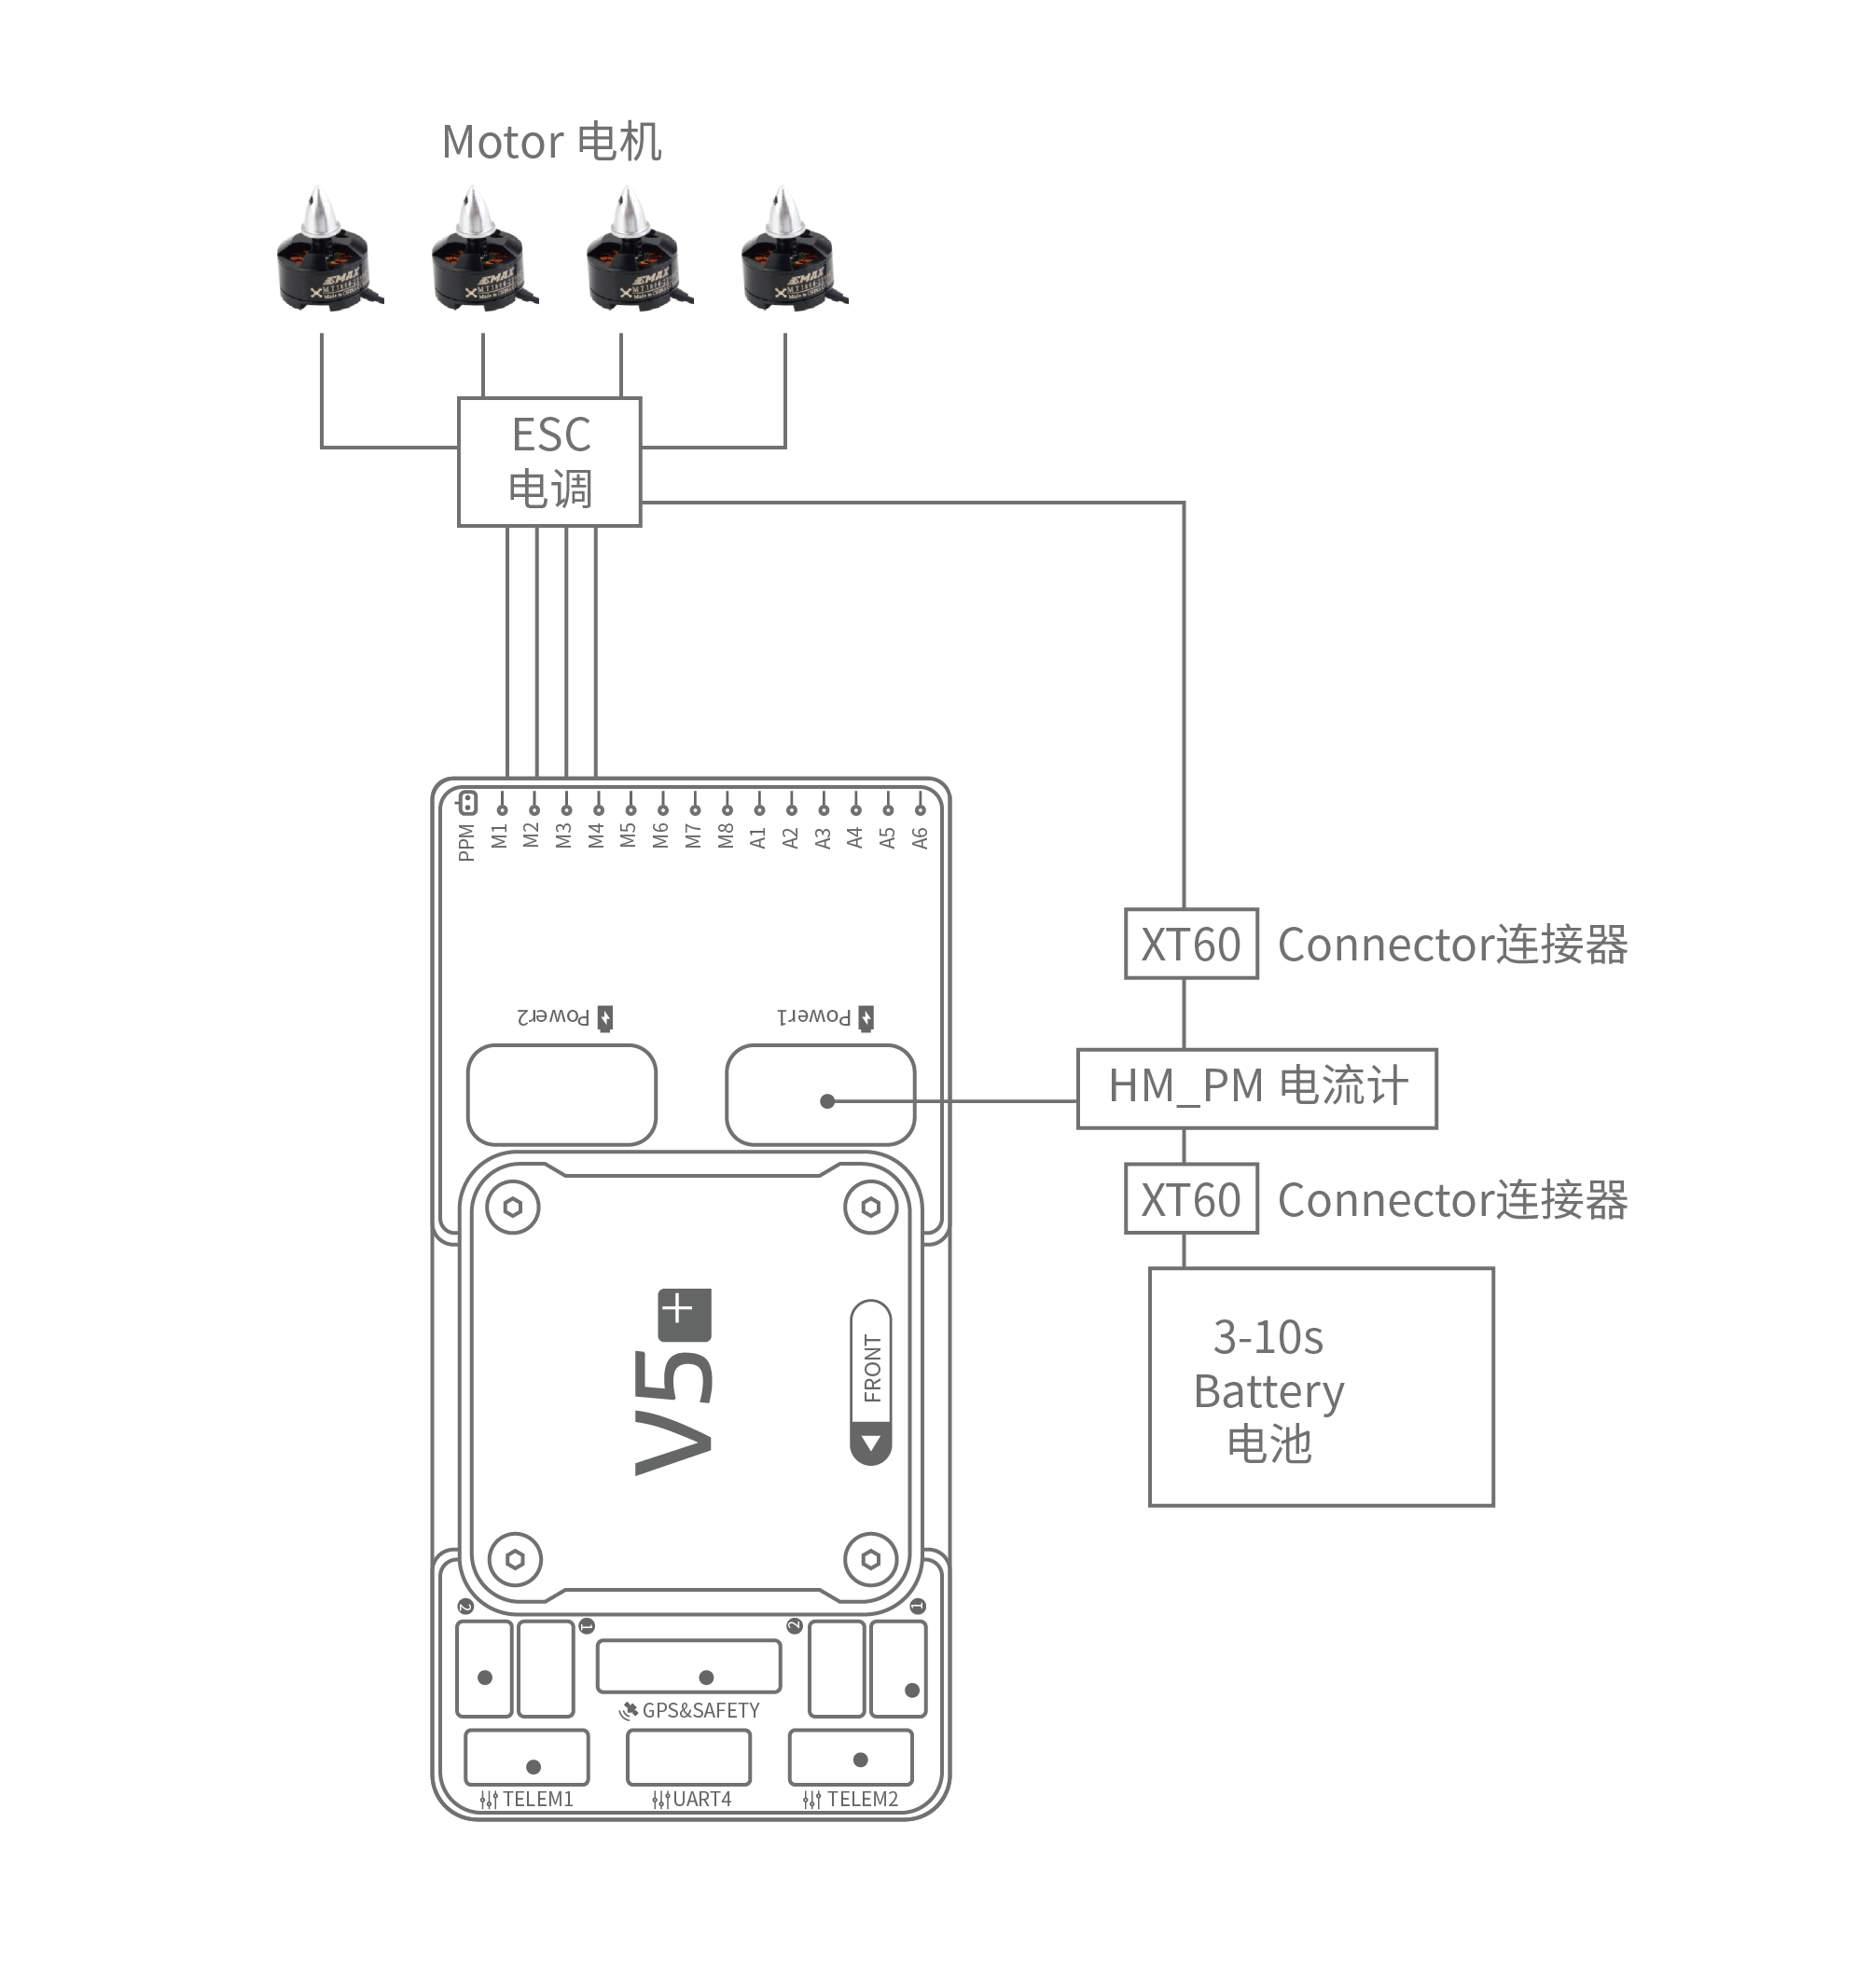 Motor 电机
EMAX
EMAX
EMAX
EMAX
ESC
电调
PPM
M1
M2
M3
M4
M5
M6
M7
M8
A1
A2
A3
A4
A5
A6
XT60
Connector连接器
Power2
Power1
HM_PM 电流计
XT60
Connector连接器
V5+
FRONT
3-10s
Battery
电池
2
1
2
1
GPS&SAFETY
TELEM1
UART4
TELEM2